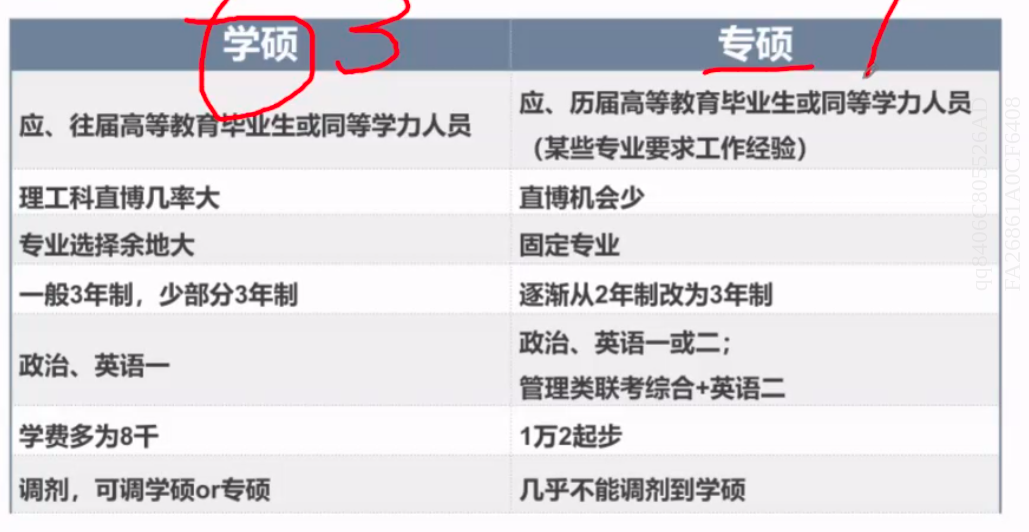 学硕 3 专硕
应、往届高等教育毕业生或同等学力人员
应、历届高等教育毕业生或同等学力人员
（某些专业要求工作经验）
理工科直博几率大 直博机会少
专业选择余地大 固定专业
一般3年制，少部分3年制 逐渐从2年制改为3年制
政治、英语一
政治、英语一或二；
管理类联考综合+英语二
学费多为8千 1万2起步
调剂，可调学硕or专硕 几乎不能调剂到学硕
qq8406C805526AD
FA26861A0CF6408